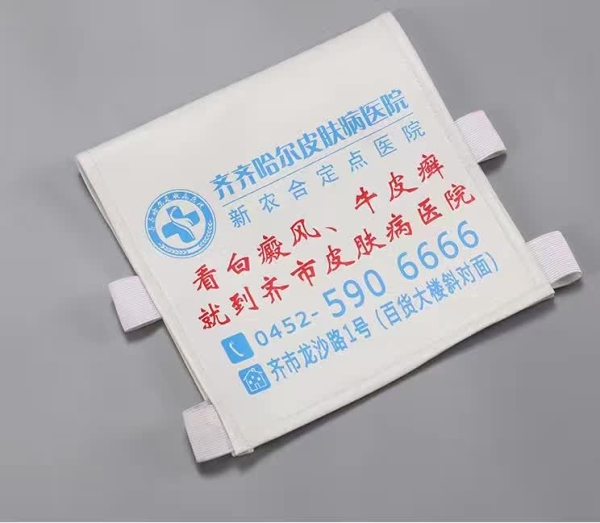 齐齐哈尔皮肤病医院
新农合定点医院
看白癜风、牛皮癣
就到齐市皮肤病医院
0452-590 6666
齐市龙沙路1号（百货大楼斜对面）